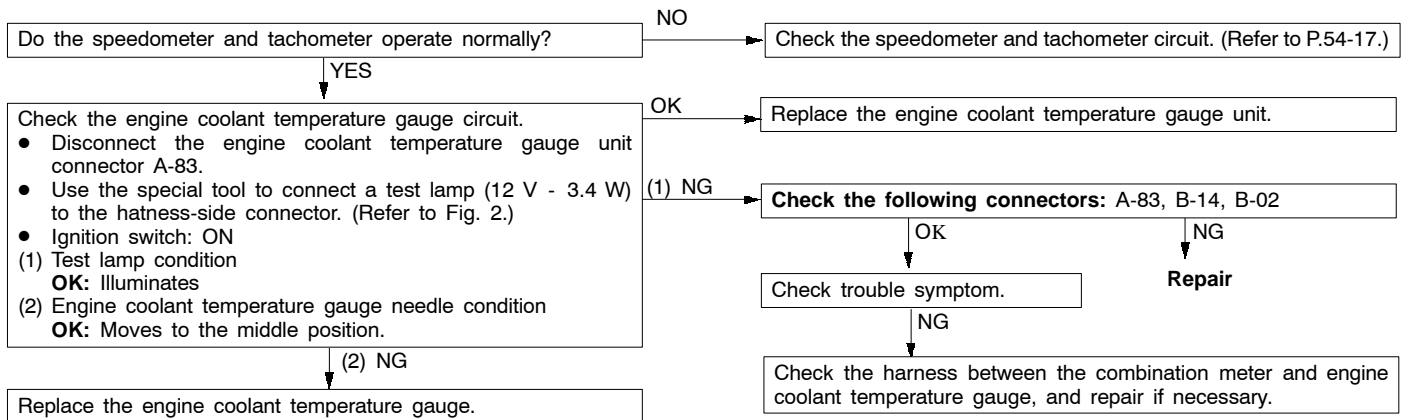 Do the speedometer and tachometer operate normally?
NO
Check the speedometer and tachometer circuit. (Refer to P.54-17.)
YES
Check the engine coolant temperature gauge circuit.
● Disconnect the engine coolant temperature gauge unit
connector A-83.
● Use the special tool to connect a test lamp (12 V - 3.4 W)
to the hatness-side connector. (Refer to Fig. 2.)
● Ignition switch: ON
(1) Test lamp condition
OK: Illuminates
(2) Engine coolant temperature gauge needle condition
OK: Moves to the middle position.
OK
Replace the engine coolant temperature gauge unit.
(1) NG
Check the following connectors: A-83, B-14, B-02
OK
NG
Repair
Check trouble symptom.
NG
Check the harness between the combination meter and engine
coolant temperature gauge, and repair if necessary.
(2) NG
Replace the engine coolant temperature gauge.